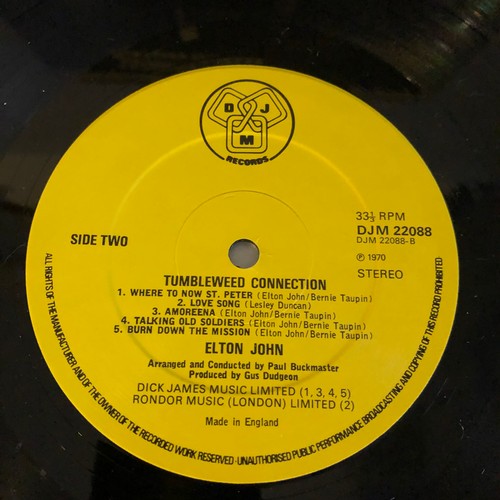 D J
M
RECORDS
33⅓ RPM
DJM 22088
DJM 22088-B
SIDE TWO
℗ 1970
STEREO
TUMBLEWEED CONNECTION
1. WHERE TO NOW ST. PETER (Elton John/Bernie Taupin)
2. LOVE SONG (Lesley Duncan)
3. AMOREENA (Elton John/Bernie Taupin)
4. TALKING OLD SOLDIERS (Elton John/Bernie Taupin)
5. BURN DOWN THE MISSION (Elton John/Bernie Taupin)
ELTON JOHN
Arranged and Conducted by Paul Buckmaster
Produced by Gus Dudgeon
DICK JAMES MUSIC LIMITED (1, 3, 4, 5)
RONDOR MUSIC (LONDON) LIMITED (2)
Made in England
ALL RIGHTS OF THE MANUFACTURER AND OF THE OWNER OF THE RECORDED WORK RESERVED·UNAUTHORISED PUBLIC PERFORMANCE BROADCASTING AND COPYING OF THIS RECORD PROHIBITED